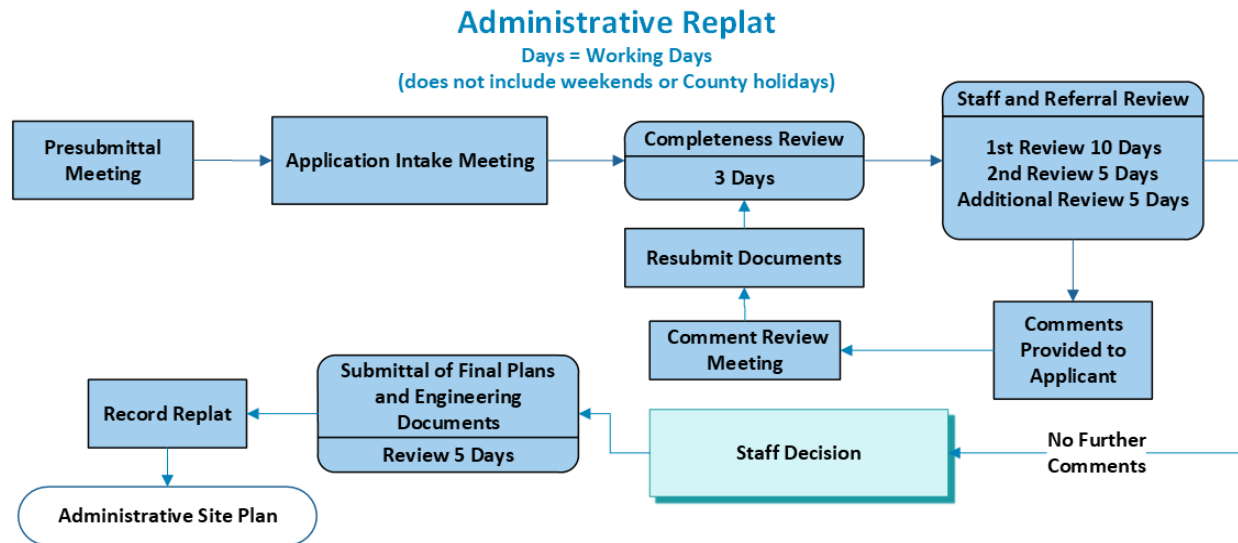 Administrative Replat
Days = Working Days
(does not include weekends or County holidays)
Presubmittal
Meeting
Application Intake Meeting
Completeness Review
3 Days
Staff and Referral Review
1st Review 10 Days
2nd Review 5 Days
Additional Review 5 Days
Resubmit Documents
Comment Review
Meeting
Comments
Provided to
Applicant
Record Replat
Submittal of Final Plans
and Engineering
Documents
Review 5 Days
Staff Decision
No Further
Comments
Administrative Site Plan